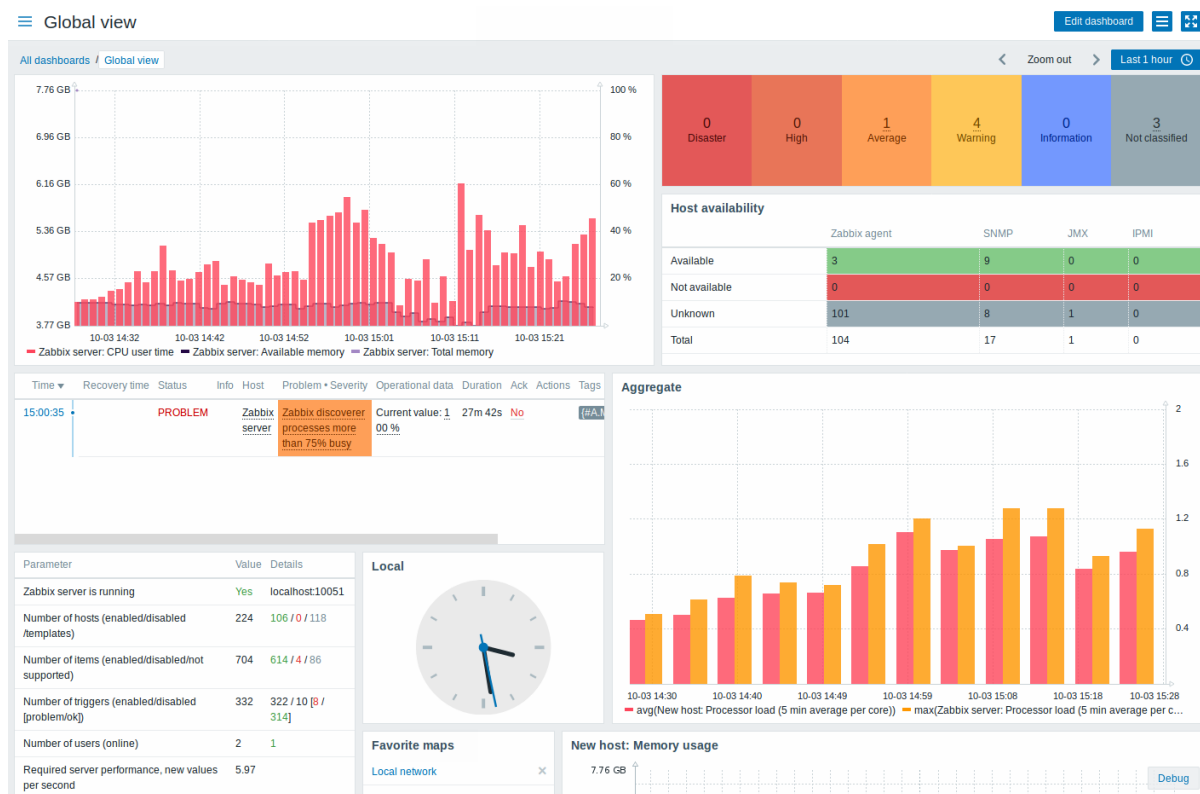 Global view
Edit dashboard
All dashboards / Global view
Zoom out
Last 1 hour
7.76 GB
6.96 GB
6.16 GB
5.36 GB
4.57 GB
3.77 GB
100 %
80 %
60 %
40 %
20 %
10-03 14:32 10-03 14:42 10-03 14:52 10-03 15:01 10-03 15:11 10-03 15:21
Zabbix server: CPU user time Zabbix server: Available memory Zabbix server: Total memory
0 0 1 4 0 3
Disaster High Average Warning Information Not classified
Host availability
Zabbix agent SNMP JMX IPMI
Available 3 9 0 0
Not available 0 0 0 0
Unknown 101 8 1 0
Total 104 17 1 0
Time Recovery time Status Info Host Problem • Severity Operational data Duration Ack Actions Tags
15:00:35 PROBLEM Zabbix Zabbix discoverer Current value: 1 27m 42s No
server processes more 00 %
than 75% busy
Aggregate
2
1.6
1.2
0.8
0.4
10-03 14:30 10-03 14:40 10-03 14:49 10-03 14:59 10-03 15:08 10-03 15:18 10-03 15:28
avg(New host: Processor load (5 min average per core)) max(Zabbix server: Processor load (5 min average per c...
Parameter Value Details
Zabbix server is running Yes localhost:10051
Number of hosts (enabled/disabled 224 106 / 0 / 118
/templates)
Number of items (enabled/disabled/not 704 614 / 4 / 86
supported)
Number of triggers (enabled/disabled 332 322 / 10 [8 /
[problem/ok]) 314]
Number of users (online) 2 1
Required server performance, new values 5.97
per second
Local
Favorite maps
Local network
New host: Memory usage
7.76 GB
Debug